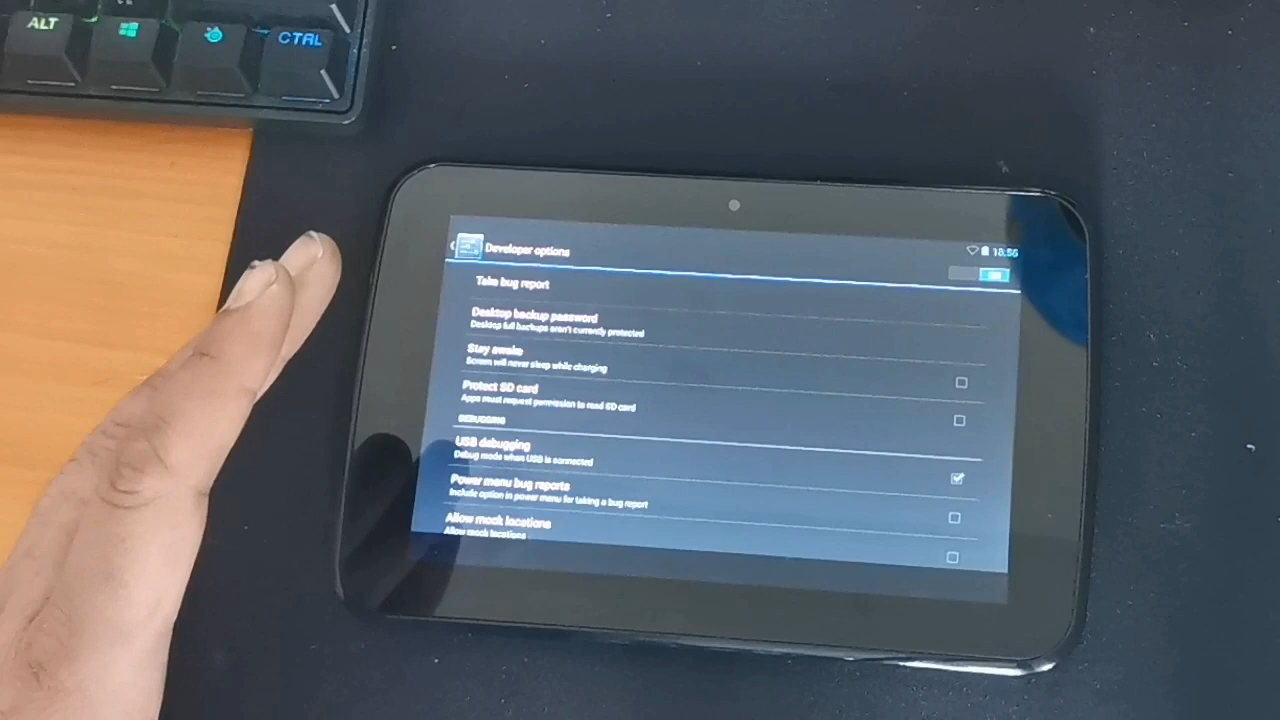 ALT
CTRL
Developer options
18:56
Take bug report
Desktop backup password
Desktop full backups aren't currently protected
Stay awake
Screen will never sleep while charging
Protect SD card
Apps must request permission to read SD card
DEBUGGING
USB debugging
Debug mode when USB is connected
Power menu bug reports
Include option in power menu for taking a bug report
Allow mock locations
Allow mock locations